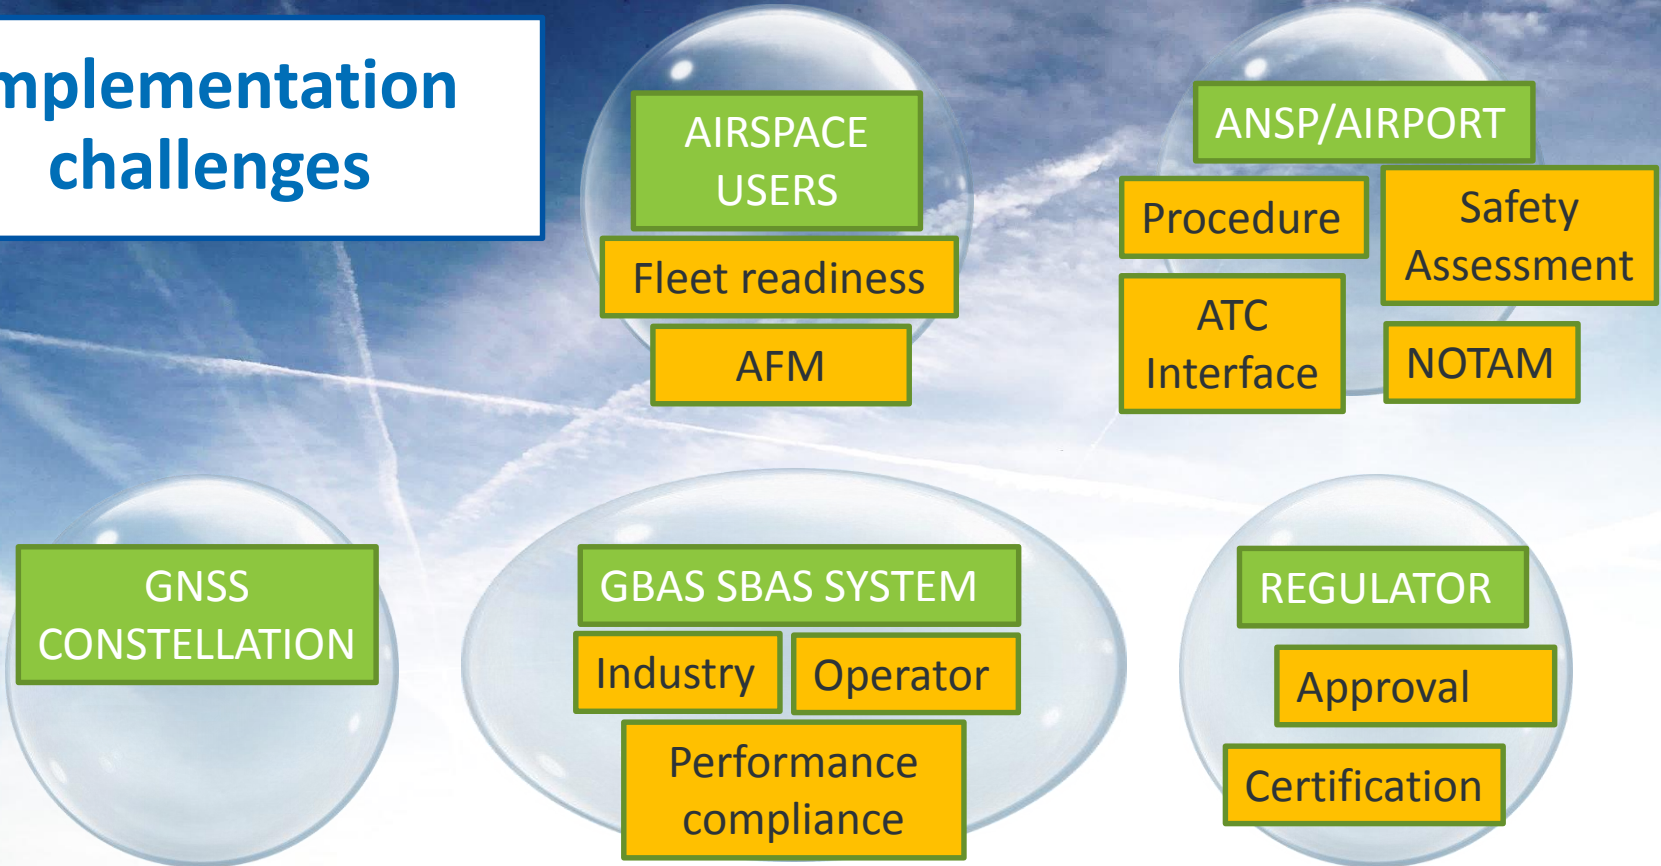 mplementation
challenges
AIRSPACE
USERS
Fleet readiness
AFM
ANSP/AIRPORT
Procedure
Safety
Assessment
ATC
Interface
NOTAM
GNSS
CONSTELLATION
GBAS SBAS SYSTEM
Industry
Operator
Performance
compliance
REGULATOR
Approval
Certification